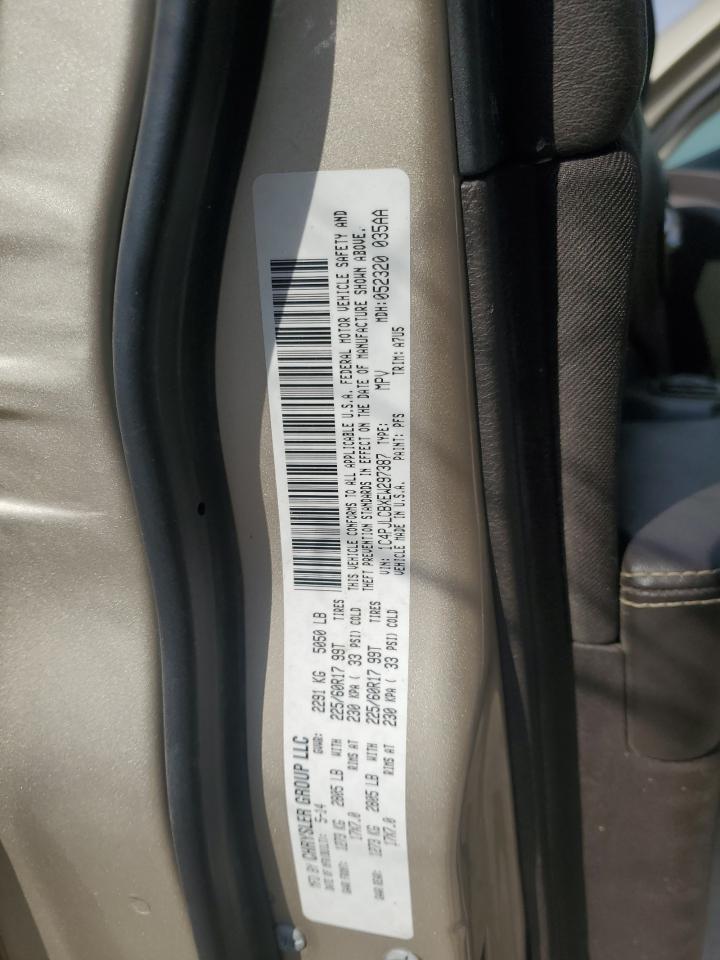 MFD BY CHRYSLER GROUP LLC
DATE OF MFR: 5-14 GVWR: 2291 KG 5050 LB
GAWR FRONT: 1273 KG 2805 LB WITH 225/60R17 99T TIRES
17X7.0 RIMS AT 230 KPA ( 33 PSI) COLD
GAWR REAR: 1273 KG 2805 LB WITH 225/60R17 99T TIRES
17X7.0 RIMS AT 230 KPA ( 33 PSI) COLD
THIS VEHICLE CONFORMS TO ALL APPLICABLE U.S.A. FEDERAL MOTOR VEHICLE SAFETY AND
THEFT PREVENTION STANDARDS IN EFFECT ON THE DATE OF MANUFACTURE SHOWN ABOVE.
VIN: 1C4PJLCBXEW297387 TYPE: MPV MDH:052320 035AA
VEHICLE MADE IN U.S.A. PAINT: PFS TRIM: A7U5